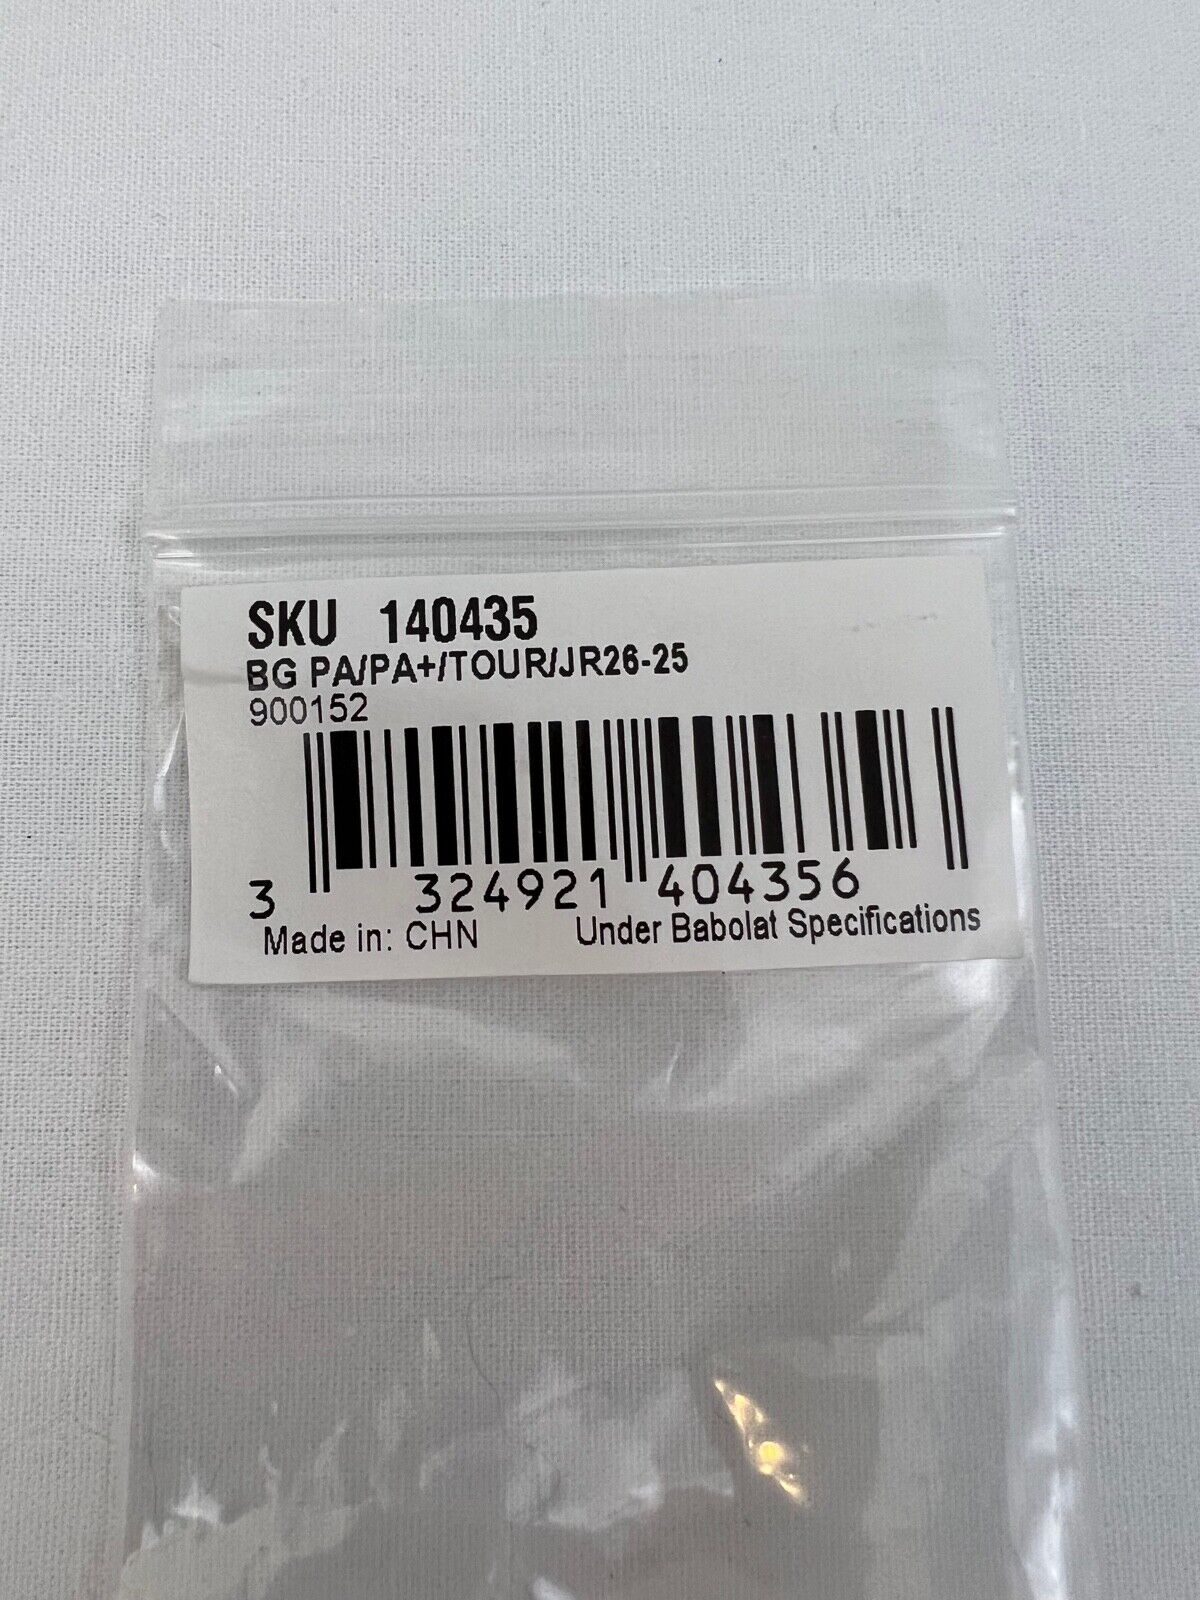 SKU 140435
BG PA/PA+/TOUR/JR26-25
900152
3 324921 404356
Made in: CHN Under Babolat Specifications